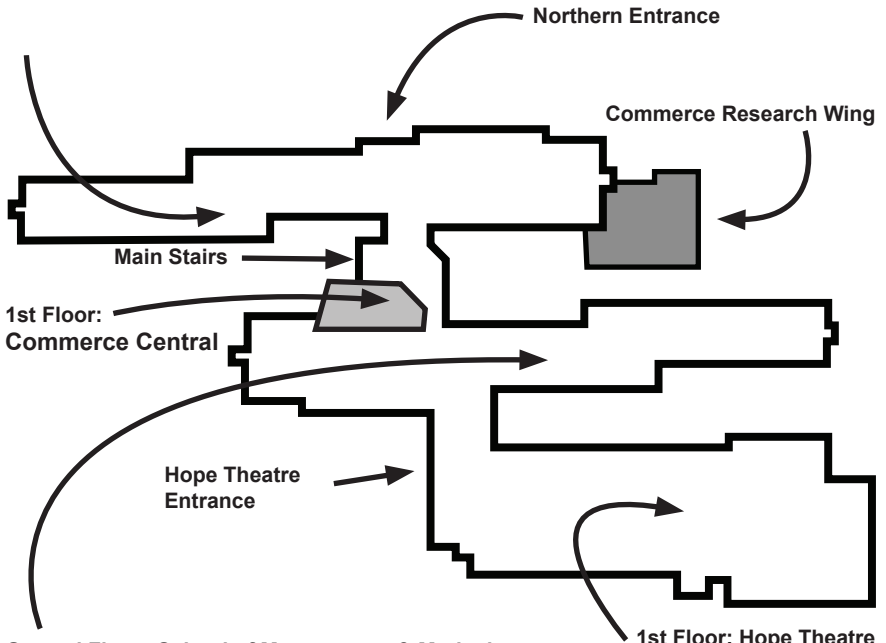 Northern Entrance
Commerce Research Wing
Main Stairs
1st Floor:
Commerce Central
Hope Theatre
Entrance
1st Floor: Hope Theatre